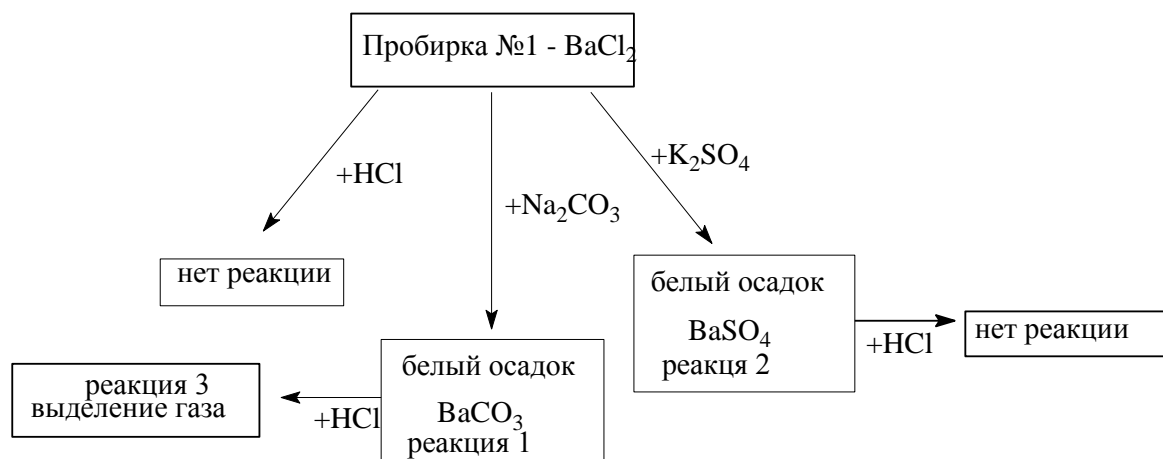 Пробирка №1 - BaCl₂
+HCl
+Na₂CO₃
+K₂SO₄
нет реакции
белый осадок
BaSO₄
реакця 2
+HCl
нет реакции
белый осадок
BaCO₃
реакция 1
+HCl
реакция 3
выделение газа